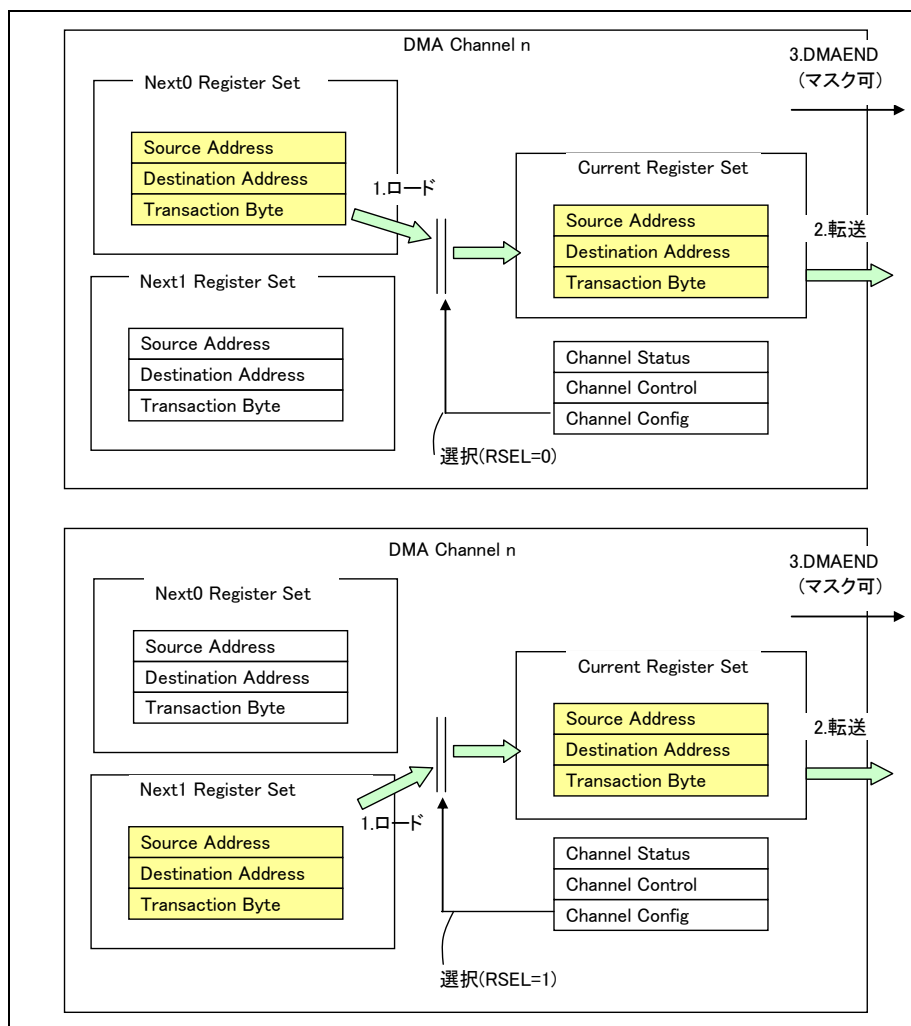 DMA Channel n
3.DMAEND
(マスク可)
Next0 Register Set
Source Address
Destination Address
Transaction Byte
1.ロード
Current Register Set
Source Address
Destination Address
Transaction Byte
2.転送
Next1 Register Set
Source Address
Destination Address
Transaction Byte
Channel Status
Channel Control
Channel Config
選択(RSEL=0)
DMA Channel n
3.DMAEND
(マスク可)
Next0 Register Set
Source Address
Destination Address
Transaction Byte
Current Register Set
Source Address
Destination Address
Transaction Byte
2.転送
Next1 Register Set
1.ロード
Source Address
Destination Address
Transaction Byte
Channel Status
Channel Control
Channel Config
選択(RSEL=1)